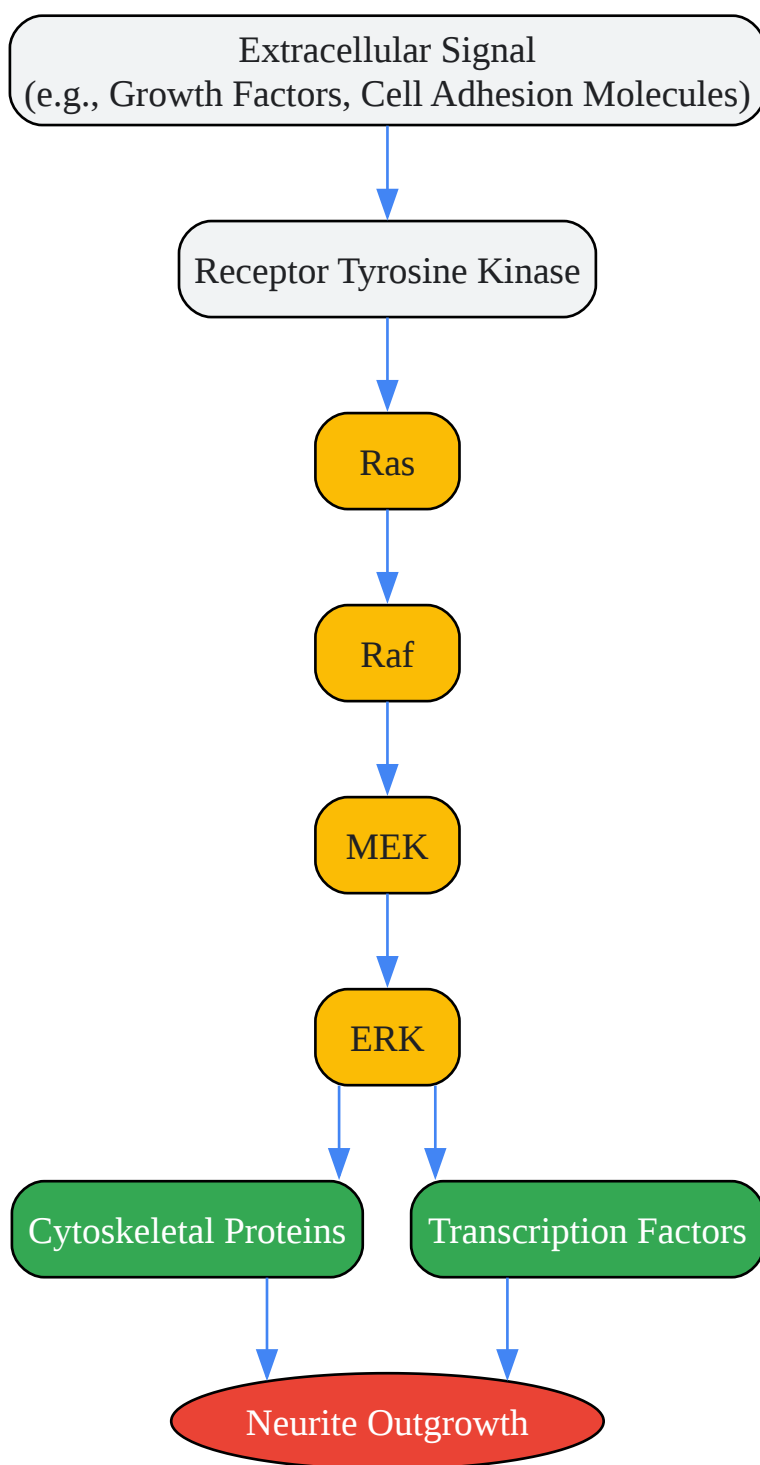 Extracellular Signal
(e.g., Growth Factors, Cell Adhesion Molecules)
Receptor Tyrosine Kinase
Ras
Raf
MEK
ERK
Cytoskeletal Proteins
Transcription Factors
Neurite Outgrowth